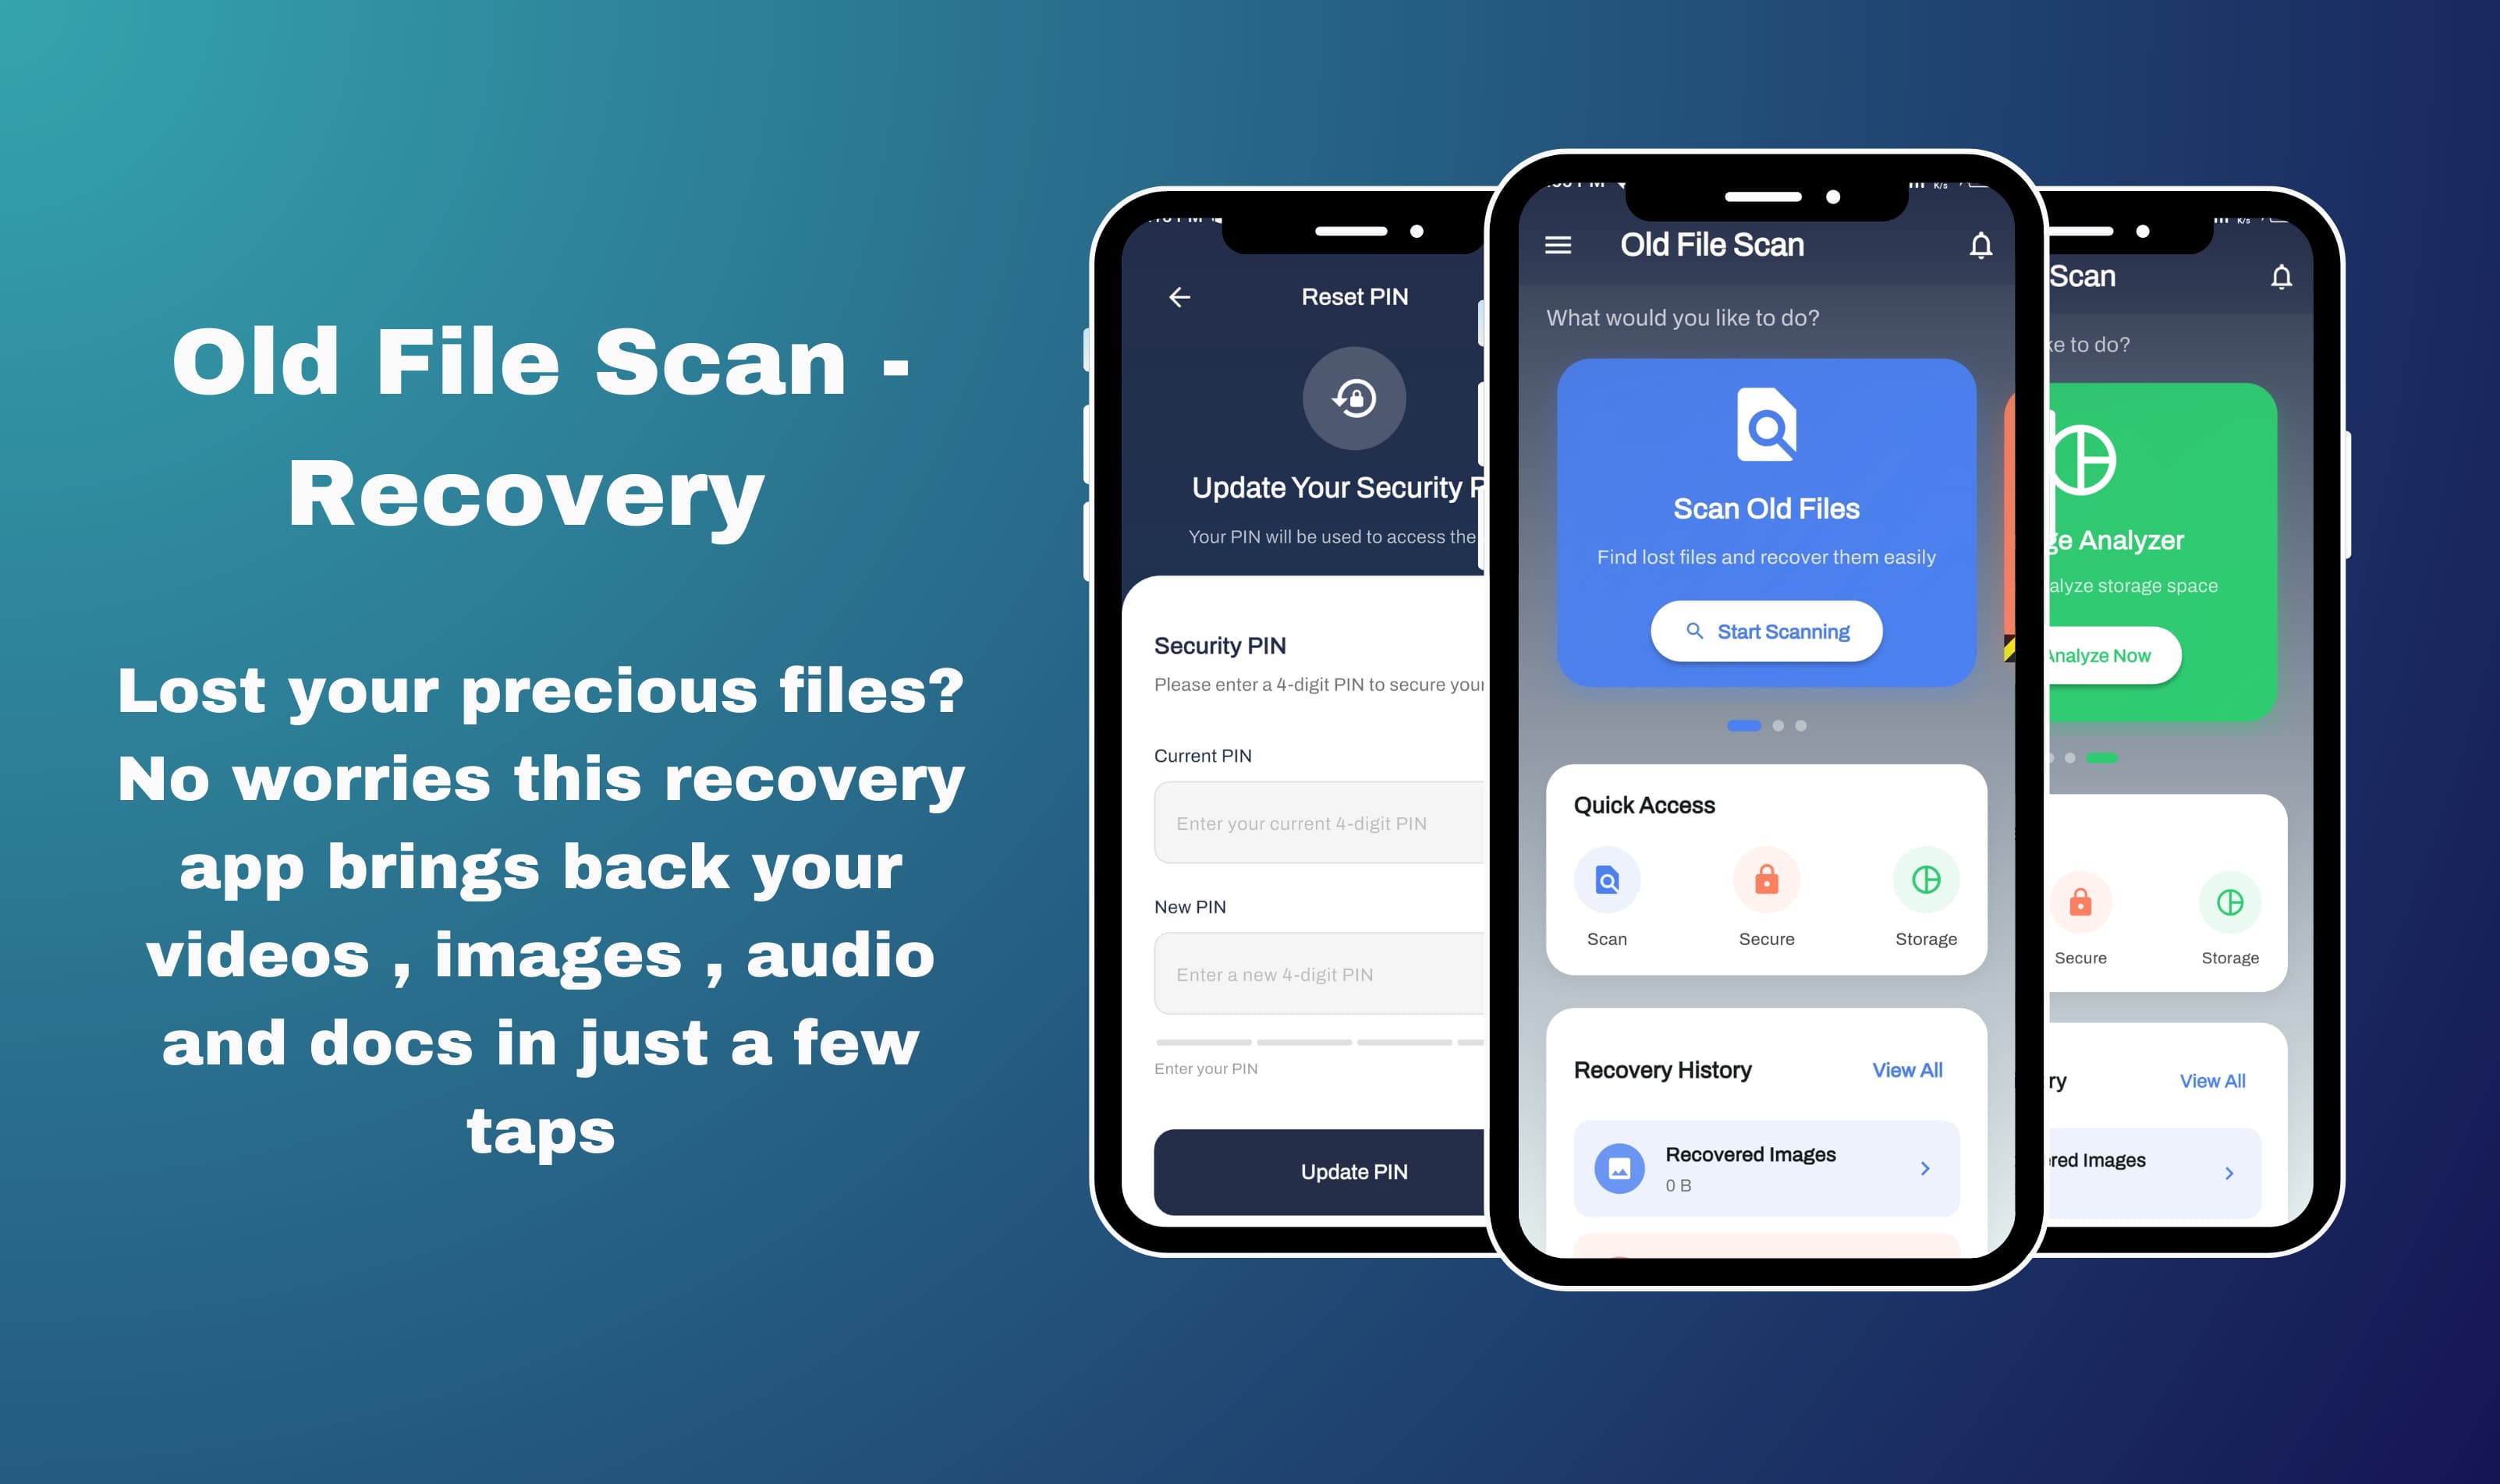 Old File Scan -
Recovery
Lost your precious files?
No worries this recovery
app brings back your
videos , images , audio
and docs in just a few
taps
Reset PIN
Update Your Security
Your PIN will be used to access the
Security PIN
Please enter a 4-digit PIN to secure your
Current PIN
Enter your current 4-digit PIN
New PIN
Enter a new 4-digit PIN
Enter your PIN
Update PIN
Old File Scan
What would you like to do?
Scan Old Files
Find lost files and recover them easily
Start Scanning
Quick Access
Scan Secure Storage
Recovery History View All
Recovered Images
0 B
K/s
Scan
to do?
Analyzer
storage space
Analyze Now
Secure Storage
View All
Images
K/s